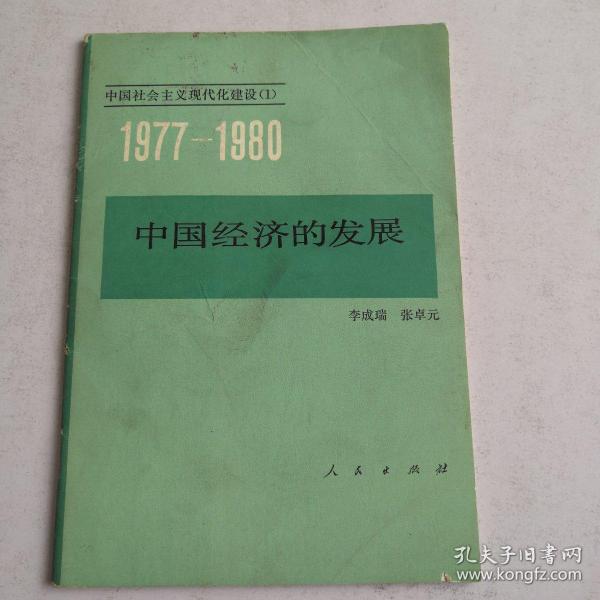 中国社会主义现代化建设(1)
1977—1980
中国经济的发展
李成瑞 张卓元
人民出版社
孔夫子旧书网
www.kongfz.com